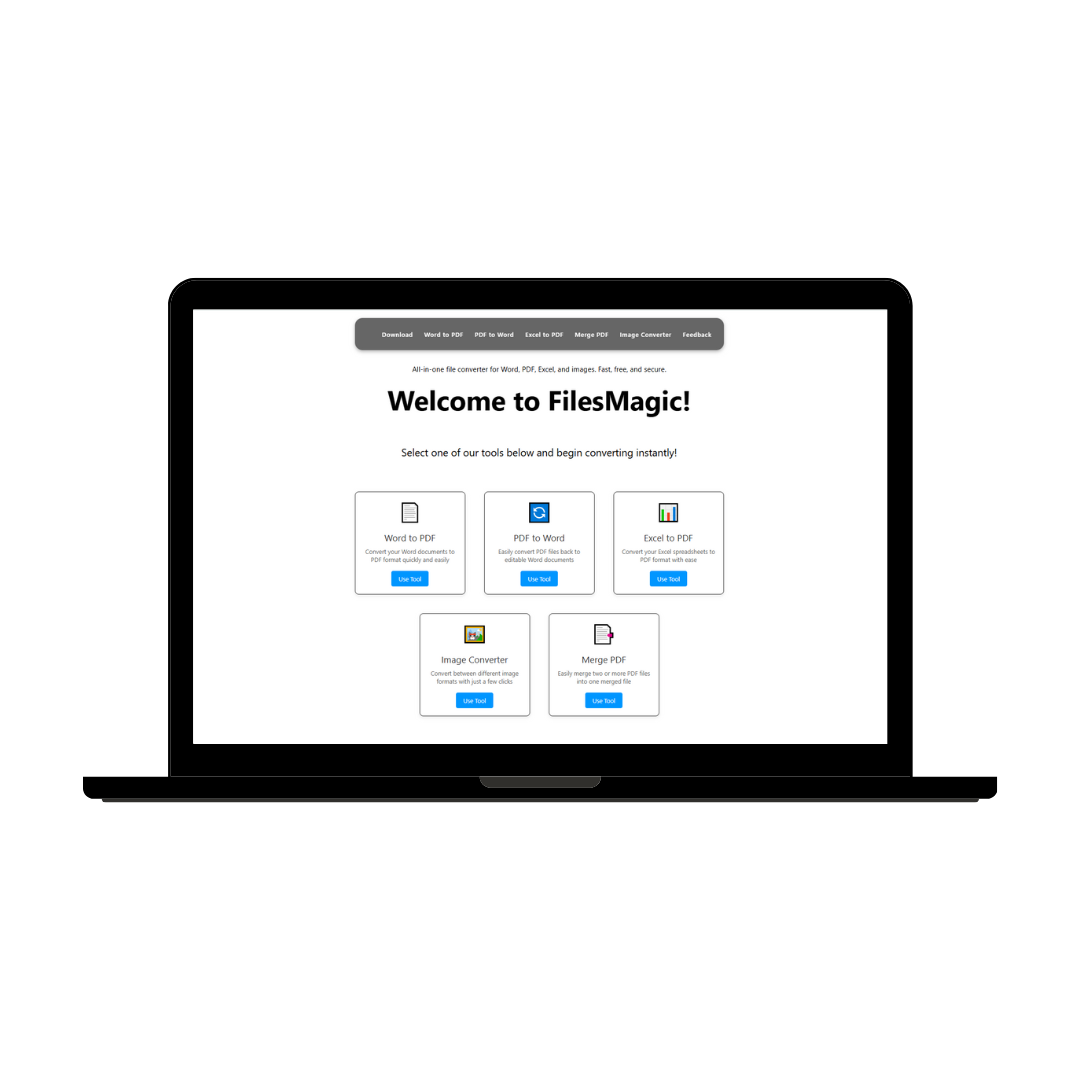 Download Word to PDF PDF to Word Excel to PDF Merge PDF Image Converter Feedback
All-in-one file converter for Word, PDF, Excel, and images. Fast, free, and secure.
Welcome to FilesMagic!
Select one of our tools below and begin converting instantly!
Word to PDF
Convert your Word documents to
PDF format quickly and easily
Use Tool
PDF to Word
Easily convert PDF files back to
editable Word documents
Use Tool
Excel to PDF
Convert your Excel spreadsheets to
PDF format with ease
Use Tool
Image Converter
Convert between different image
formats with just a few clicks
Use Tool
Merge PDF
Easily merge two or more PDF files
into one merged file
Use Tool